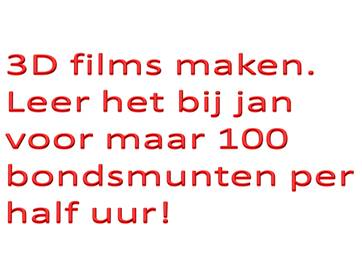 3D films maken.
Leer het bij jan
voor maar 100
bondsmunten per
half uur!